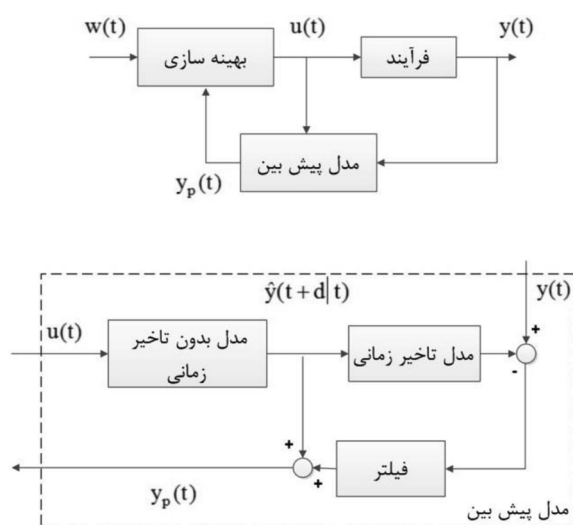 w(t)
بهینه سازی
u(t)
فرآیند
y(t)
مدل پیش بین
y_p(t)
ŷ(t+d|t)
y(t)
u(t)
مدل بدون تاخیر
زمانی
مدل تاخیر زمانی
+
-
+
+
فیلتر
y_p(t)
مدل پیش بین